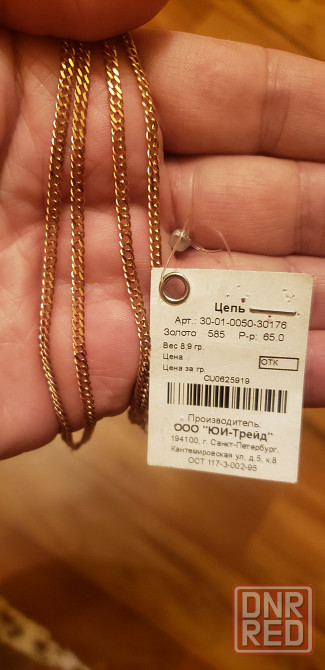 Цепь
Арт.: 30-01-0050-30176
Золото 585 Р-р: 65.0
Вес 8,9 гр.
Цена
ОТК
Цена за гр.
CU0625919
Производитель:
ООО "ЮИ-Трейд"
194100, г. Санкт-Петербург,
Кантемировская ул, д.5, к.8
ОСТ 117-3-002-95
DNR
RED